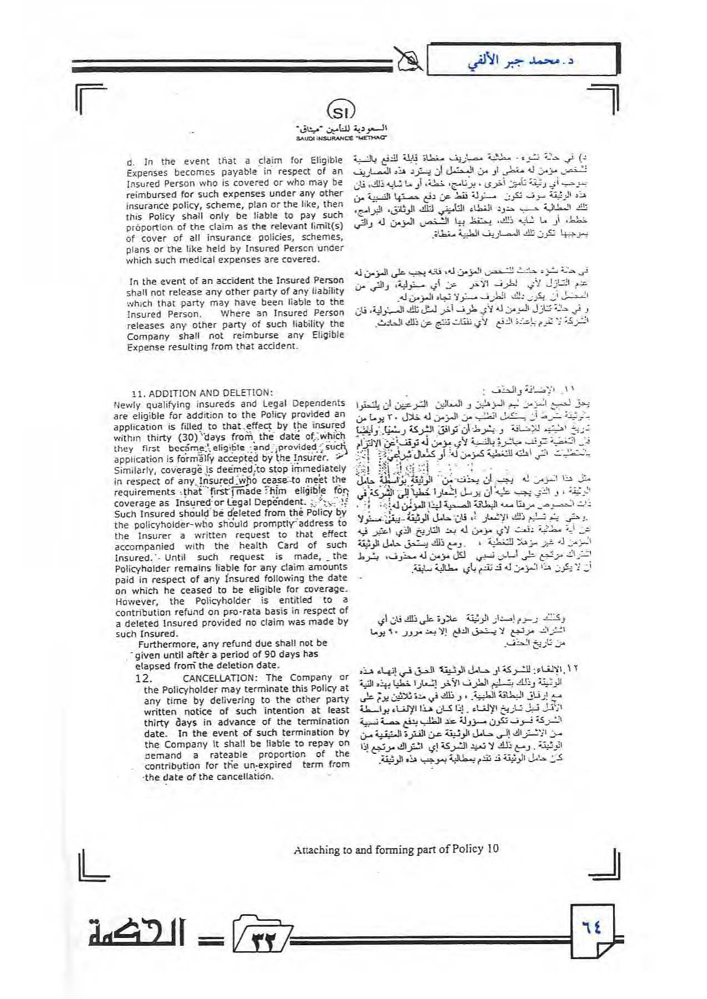 د. محمد جبر الألفي
SI
السعودية للتأمين "ميثاق"
SAUDI INSURANCE "METHAQ"
d. In the event that a claim for Eligible
Expenses becomes payable in respect of an
Insured Person who is covered or who may be
reimbursed for such expenses under any other
insurance policy, scheme, plan or the like, then
this Policy shall only be liable to pay such
proportion of the claim as the relevant limit(s)
of cover of all insurance policies, schemes,
plans or the like held by Insured Person under
which such medical expenses are covered.
In the event of an accident the Insured Person
shall not release any other party of any liability
which that party may have been liable to the
Insured Person. Where an Insured Person
releases any other party of such liability the
Company shall not reimburse any Eligible
Expense resulting from that accident.
11. ADDITION AND DELETION:
Newly qualifying insureds and Legal Dependents
are eligible for addition to the Policy provided an
application is filled to that effect by the insured
within thirty (30) days from the date of which
they first became eligible and provided such
application is formally accepted by the Insurer.
Similarly, coverage is deemed to stop immediately
in respect of any Insured who cease to meet the
requirements that first made him eligible for
coverage as Insured or Legal Dependent.
Such Insured should be deleted from the Policy by
the policyholder who should promptly address to
the Insurer a written request to that effect
accompanied with the health Card of such
Insured. Until such request is made, the
Policyholder remains liable for any claim amounts
paid in respect of any Insured following the date
on which he ceased to be eligible for coverage.
However, the Policyholder is entitled to a
contribution refund on pro-rata basis in respect of
a deleted Insured provided no claim was made by
such Insured.
Furthermore, any refund due shall not be
given until after a period of 90 days has
elapsed from the deletion date.
12. CANCELLATION: The Company or
the Policyholder may terminate this Policy at
any time by delivering to the other party
written notice of such intention at least
thirty days in advance of the termination
date. In the event of such termination by
the Company it shall be liable to repay on
demand a rateable proportion of the
contribution for the un-expired term from
the date of the cancellation.
د) في حالة نشوء مطالبة مصاريف مغطاة قابلة للدفع بالنسبة
لشخص مؤمن له مغطى او من المحتمل أن يسترد هذه المصاريف
بموجب أي وثيقة تأمين أخرى، برنامج، خطة، أو ما شابه ذلك، فان
هذه الوثيقة سوف تكون مسئولة فقط عن دفع حصتها النسبية من
تلك المطالبة حسب حدود الغطاء التأميني لتلك الوثائق، البرامج،
خطط، أو ما شابه ذلك، يحتفظ بها الشخص المؤمن له والتي
بموجبها تكون تلك المصاريف الطبية مغطاة.
في حالة نشوء حادث للشخص المؤمن له، فانه يجب على المؤمن له
عدم التنازل لأي لطرف الآخر عن أي مسئولية، والتي من
المحتمل أن يكون ذلك الطرف مسئولا تجاه المؤمن له.
و في حالة تنازل المؤمن له لأي طرف آخر لمثل تلك المسئولية، فان
الشركة لا تقوم بإعادة الدفع لأي نفقات تنتج عن ذلك الحادث.
١١. الإضافة والحذف :
يحق لجميع المؤمن لهم المؤهلين و المعالين الشرعيين أن يلتحقوا
بالوثيقة بشرط أن يستكمل الطلب من المؤمن له خلال ٣٠ يوما من
تاريخ اهليتهم للإضافة وبشرط أن توافق الشركة رسميا. وأيضا
فان التغطية تتوقف مباشرة بالنسبة لأي مؤمن له توقف عن الالتزام
بالمتطلبات التي اهلته للتغطية كمؤمن له أو كمعال شرعي
مثل هذا المؤمن له يجب أن يحذف من الوثيقة بواسطة حامل
الوثيقة ، و الذي يجب عليه أن يرسل إشعارا خطيا إلى الشركة في
ذات الخصوص مرفقا معه البطاقة الصحية لهذا المؤمن له.
وحتى يتم تسليم ذلك الإشعار ، فان حامل الوثيقة يبقى مسئولا
عن أية مطالبة دفعت لأي مؤمن له بعد التاريخ الذي اعتبر فيه
المؤمن له غير مؤهلا للتغطية ، ومع ذلك يستحق حامل الوثيقة
اشتراك مرتجع على أساس نسبي لكل مؤمن له محذوف، بشرط
أن لا يكون هذا المؤمن له قد تقدم بأي مطالبة سابقة.
وكذلك رسوم إصدار الوثيقة علاوة على ذلك فان أي
اشتراك مرتجع لا يستحق الدفع إلا بعد مرور ٩٠ يوما
من تاريخ الحذف.
١٢. الإلغاء: للشركة او حامل الوثيقة الحق في إنهاء هذه
الوثيقة وذلك بتسليم الطرف الآخر إشعارا خطيا بهذه النية
مع إرفاق البطاقة الطبية. ، و ذلك في مدة ثلاثين يوم على
الأقل قبل تاريخ الإلغاء . إذا كان هذا الإلغاء بواسطة
الشركة فسوف تكون مسؤولة عند الطلب بدفع حصة نسبية
من الاشتراك إلى حامل الوثيقة عن الفترة المتبقية من
الوثيقة. ومع ذلك لا تعيد الشركة اي اشتراك مرتجع إذا
كان حامل الوثيقة قد تقدم بمطالبة بموجب هذه الوثيقة.
Attaching to and forming part of Policy 10
الحكمة
٣٢
٦٤